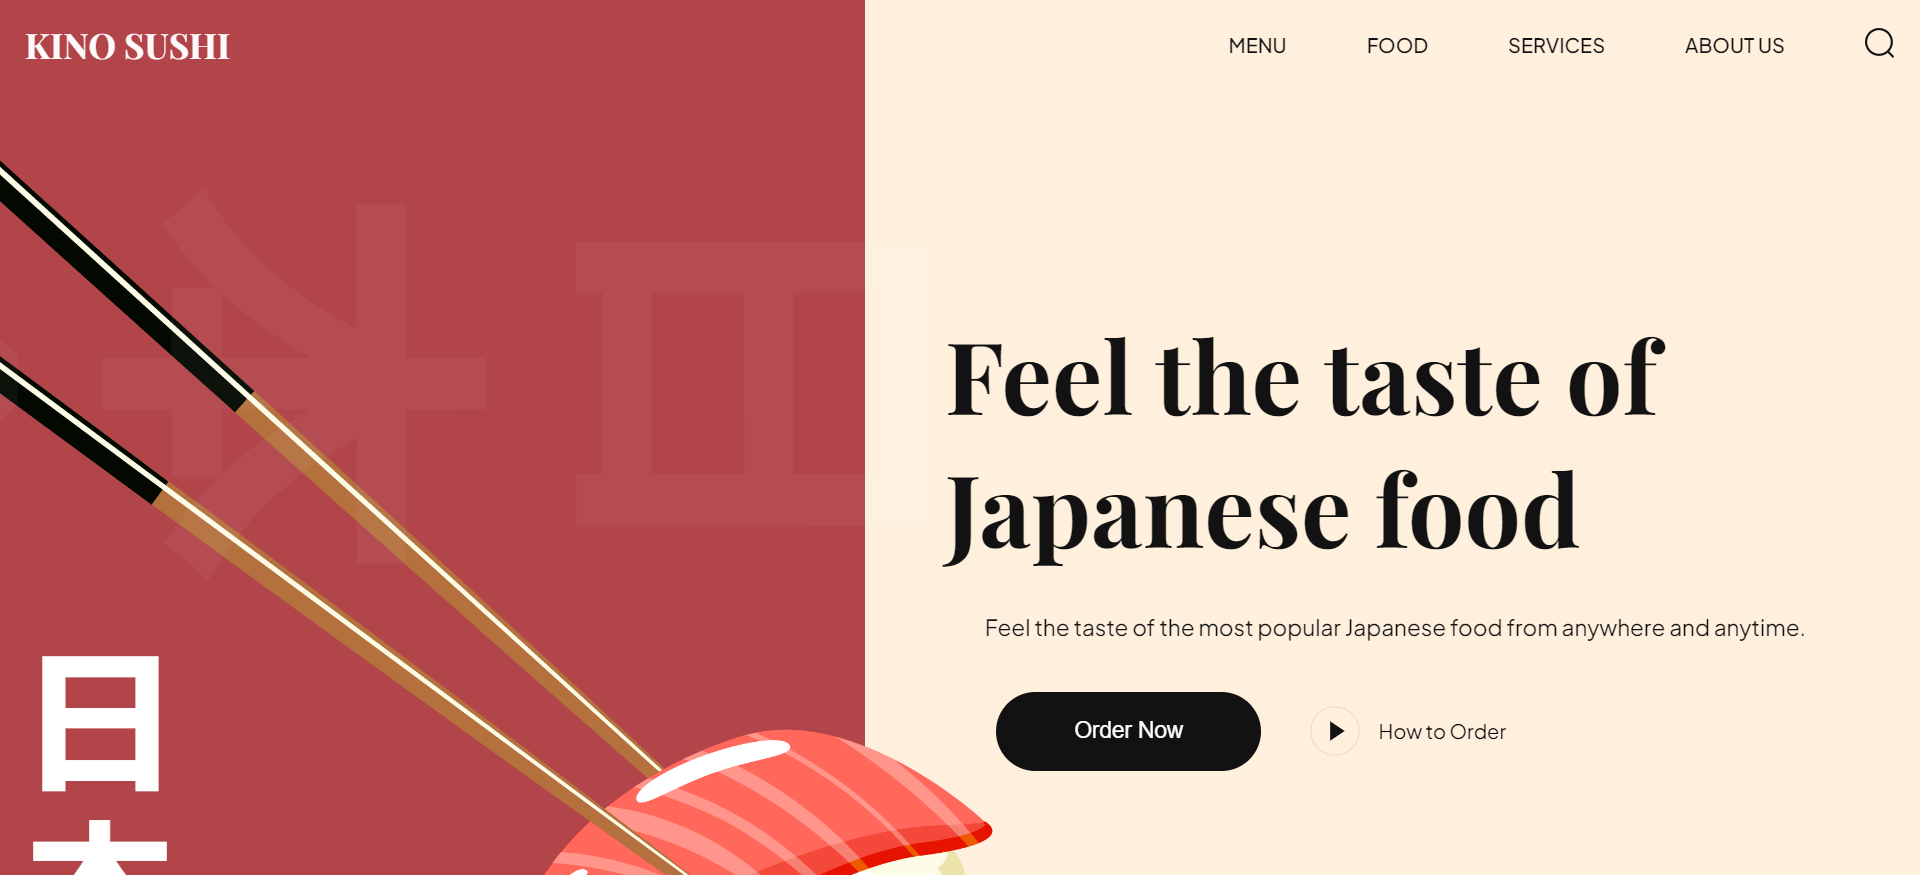 KINO SUSHI
MENU
FOOD
SERVICES
ABOUT US
Feel the taste of
Japanese food
Feel the taste of the most popular Japanese food from anywhere and anytime.
Order Now
How to Order
日